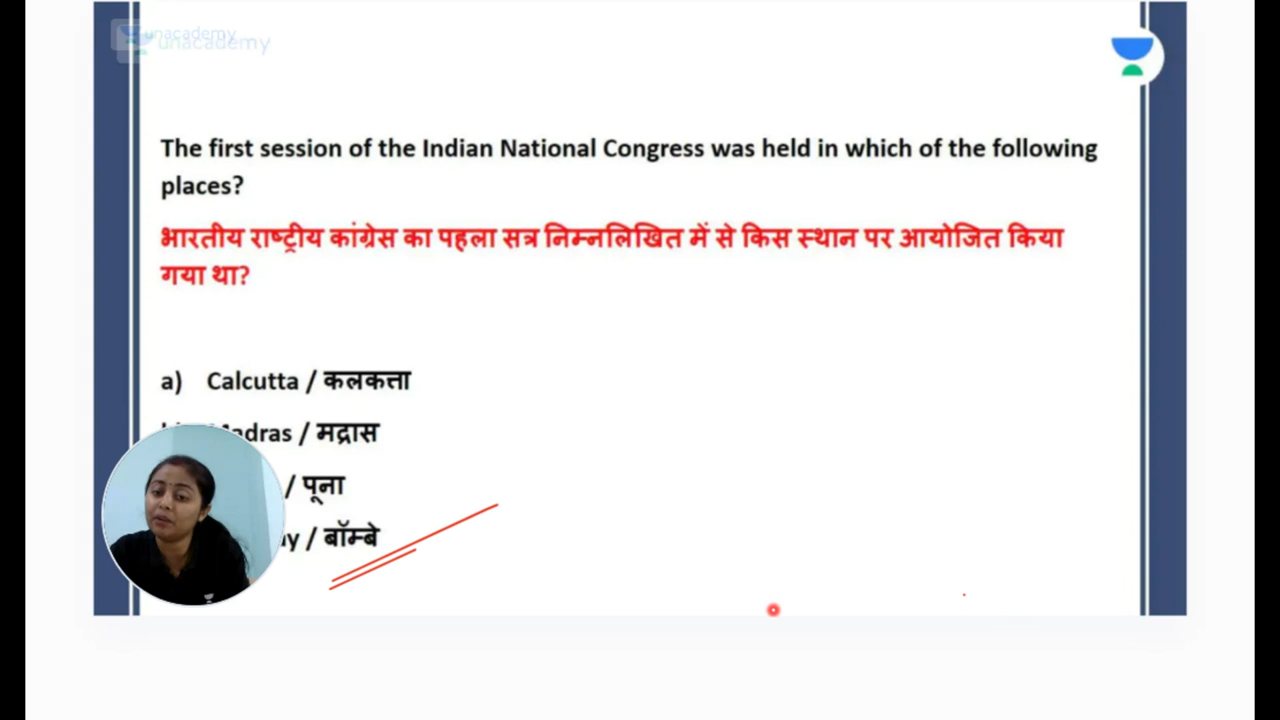 unacademy
unacademy
The first session of the Indian National Congress was held in which of the following
places?
भारतीय राष्ट्रीय कांग्रेस का पहला सत्र निम्नलिखित में से किस स्थान पर आयोजित किया
गया था?
a) Calcutta / कलकत्ता
/ मद्रास
/ पूना
/ बॉम्बे